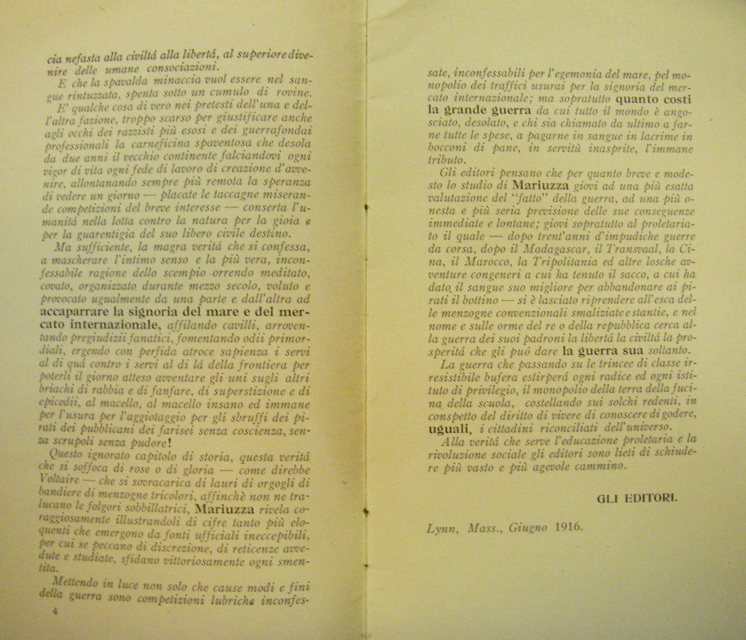 cia nefasta alla civiltá alla libertá, al superiore dive-
nire delle umane consociazioni.
E che la spavalda minaccia vuol essere nel san-
gue rintuzzata, spenta sotto un cumulo di rovine.
E' qualche cosa di vero nei pretesti dell'una e del-
l'altra fazione, troppo scarso per giustificare anche
agli occhi dei razzisti più esosi e dei guerrafondai
professionali la carneficina spaventosa che desola
da due anni il vecchio continente falciandovi ogni
vigor di vita ogni fede di lavoro di creazione d'avve-
nire, allontanando sempre più remota la speranza
di vedere un giorno — placate le taccagne miseran-
de competizioni del breve interesse — conserta l'u-
manitá nella lotta contro la natura per la gioia e
per la guarentigia del suo libero civile destino.
Ma sufficiente, la magra veritá che si confessa,
a mascherare l'intimo senso e la più vera, incon-
fessabile ragione dello scempio orrendo meditato,
covato, organizzato durante mezzo secolo, voluto e
provocato ugualmente da una parte e dall'altra ad
accaparrare la signoria del mare e del mer-
cato internazionale, affilando cavilli, arroven-
tando pregiudizii fanatici, fomentando odii primor-
diali, ergendo con perfida atroce sapienza i servi
al di quá contro i servi al di lá della frontiera per
poterli il giorno atteso avventare gli uni sugli altri
briachi di rabbia e di fanfare, di superstizione e di
epicedii, al macello, al macello insano ed immane
per l'usura per l'aggiotaggio per gli sbruffi dei pi-
rati dei pubblicani dei farisei senza coscienza, sen-
za scrupoli senza pudore!
Questo ignorato capitolo di storia, questa veritá
che si soffoca di rose o di gloria — come direbbe
Voltaire — che si sovracarica di lauri di orgogli di
bandiere di menzogne tricolori, affinchè non ne tra-
lucano le folgori sobbillatrici, Mariuzza rivela co-
raggiosamente illustrandoli di cifre tanto più elo-
quenti che emergono da fonti ufficiali ineccepibili,
per cui se peccano di discrezione, di reticenze avve-
dute e studiate, sfidano vittoriosamente ogni smen-
tita.
Mettendo in luce non solo che cause modi e fini
della guerra sono competizioni lubriche inconfes-
4
sate, inconfessabili per l'egemonia del mare, pel mo-
nopolio dei traffici usurai per la signoria del mer-
cato internazionale; ma sopratutto quanto costi
la grande guerra da cui tutto il mondo è ango-
sciato, desolato, e chi sia chiamato da ultimo a far-
ne tutte le spese, a pagarne in sangue in lacrime in
bocconi di pane, in servitù inasprite, l'immane
tributo.
Gli editori pensano che per quanto breve e mode-
sto lo studio di Mariuzza giovi ad una più esatta
valutazione del "fatto" della guerra, ad una più o-
nesta e più seria previsione delle sue conseguenze
immediate e lontane; giovi sopratutto al proletaria-
to il quale — dopo trent'anni d'impudiche guerre
da corsa, dopo il Madagascar, il Transvaal, la Ci-
na, il Marocco, la Tripolitania ed altre losche av-
venture congeneri a cui ha tenuto il sacco, a cui ha
dato il sangue suo migliore per abbandonare ai pi-
rati il bottino — si è lasciato riprendere all'esca del-
le menzogne convenzionali smaliziate e stantie, e nel
nome e sulle orme del re o della repubblica cerca al-
la guerra dei suoi padroni la libertá la civiltá la pro-
speritá che gli può dare la guerra sua soltanto.
La guerra che passando su le trincee di classe ir-
resistibile bufera estirperá ogni radice ed ogni isti-
tuto di privilegio, il monopolio della terra della fuci-
na della scuola, costellando sui solchi redenti, in
conspetto del diritto di vivere di conoscere di godere,
uguali, i cittadini riconciliati dell'universo.
Alla veritá che serve l'educazione proletaria e la
rivoluzione sociale gli editori sono lieti di schiude-
re più vasto e più agevole cammino.
GLI EDITORI.
Lynn, Mass., Giugno 1916.